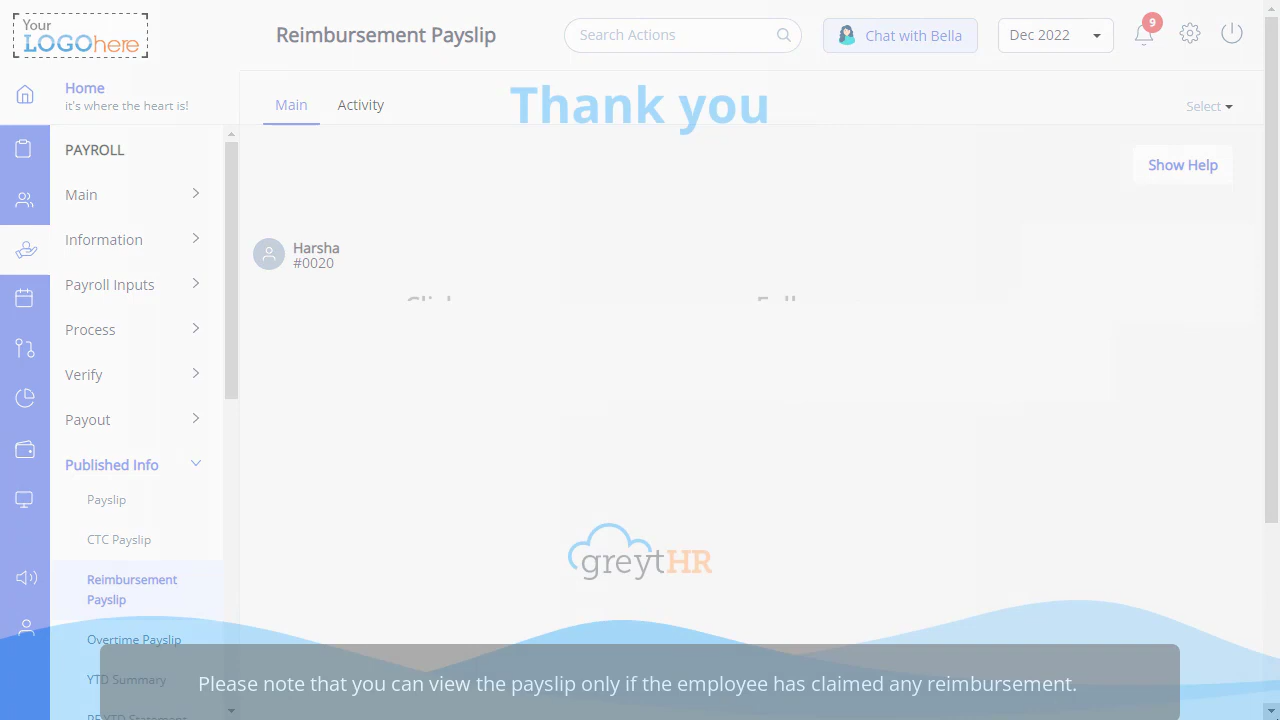 Your
LOGOhere
Reimbursement Payslip
Search Actions
Chat with Bella
Dec 2022
9
Home
it's where the heart is!
Main
Activity
Thank you
Select
PAYROLL
Show Help
Main
Information
Harsha
#0020
Payroll Inputs
Process
Verify
Payout
Published Info
Payslip
CTC Payslip
Reimbursement
Payslip
greytHR
Overtime Payslip
YTD Summary
Please note that you can view the payslip only if the employee has claimed any reimbursement.